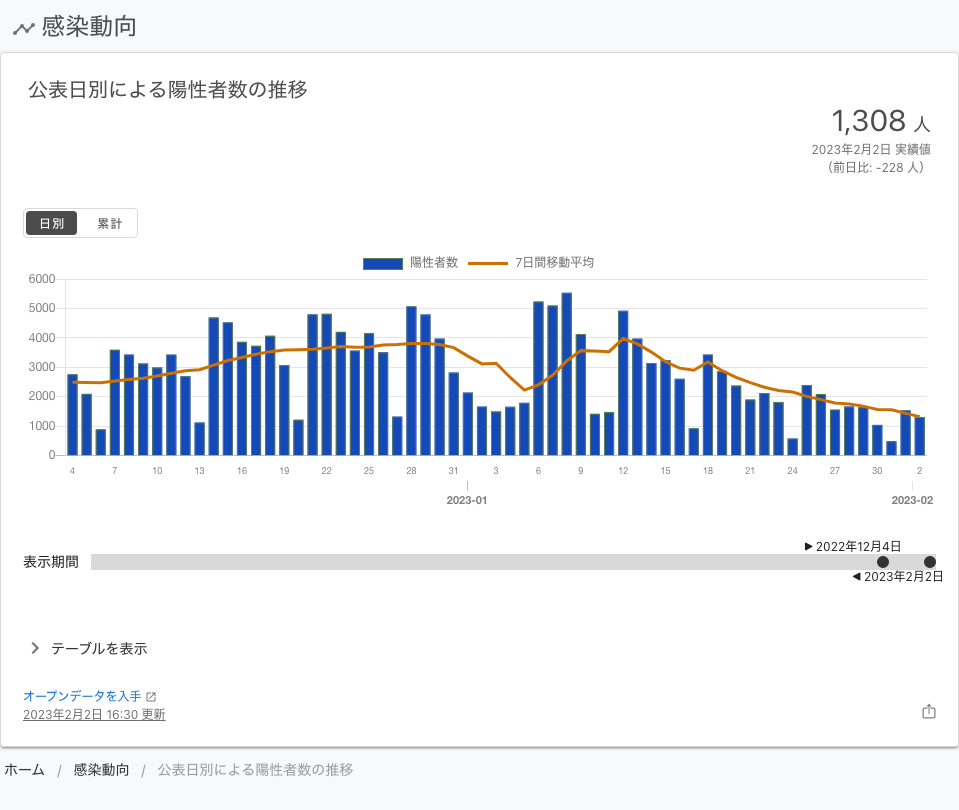 感染動向
公表日別による陽性者数の推移
1,308 人
2023年2月2日 実績値
（前日比: -228 人）
日別 累計
陽性者数 7日間移動平均
6000
5000
4000
3000
2000
1000
0
4 7 10 13 16 19 22 25 28 31 3 6 9 12 15 18 21 24 27 30 2
2023-01 2023-02
2022年12月4日
表示期間
2023年2月2日
テーブルを表示
オープンデータを入手
2023年2月2日 16:30 更新
ホーム / 感染動向 / 公表日別による陽性者数の推移